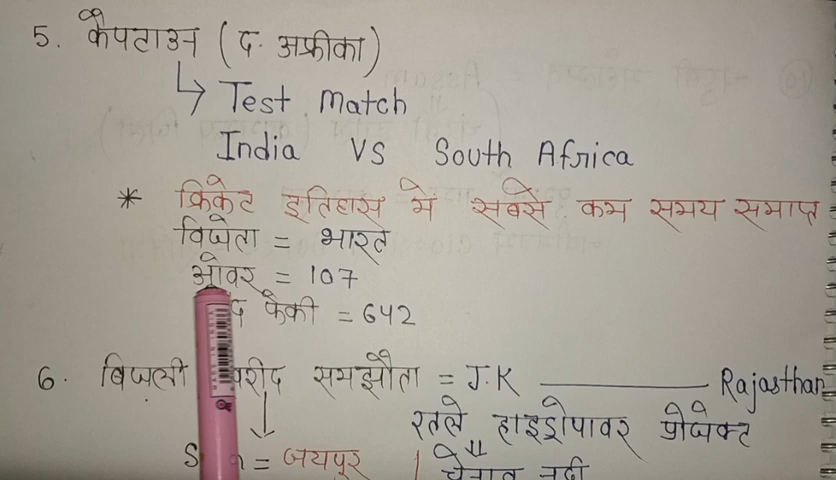 5. कैपटाउन (द. अफ्रीका)
Test Match
India VS South Africa
* क्रिकेट इतिहास मे सबसे कम समय समाप्त
विजेता = भारत
ओवर = 107
फेकी = 642
6. बिजली समझौता = J.K Rajasthan
रतले हाइड्रोपावर प्रोजेक्ट
= जयपुर
चेनाब नदी